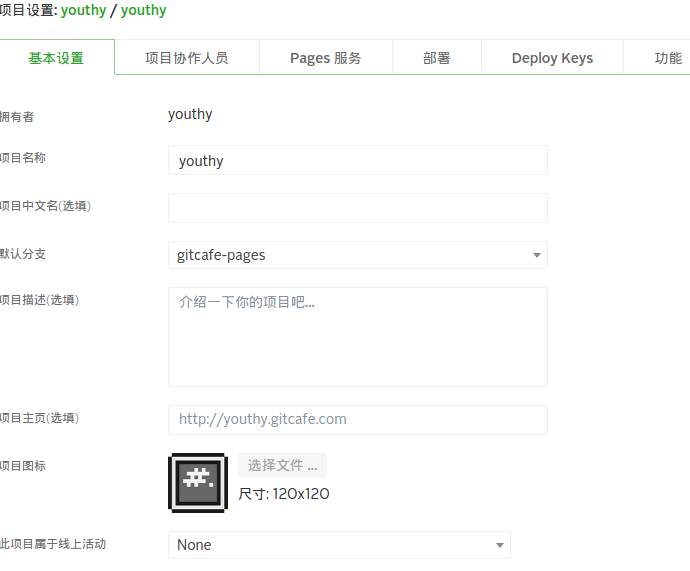 项目设置: youthy / youthy
基本设置 项目协作人员 Pages 服务 部署 Deploy Keys 功能
拥有者 youthy
项目名称 youthy
项目中文名(选填)
默认分支 gitcafe-pages
项目描述(选填) 介绍一下你的项目吧...
项目主页(选填) http://youthy.gitcafe.com
项目图标 选择文件 ...
尺寸: 120x120
此项目属于线上活动 None